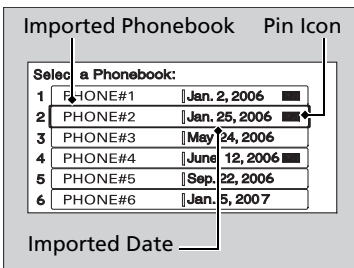 Imported Phonebook Pin Icon
Select a Phonebook:
1 PHONE#1 Jan. 2, 2006
2 PHONE#2 Jan. 25, 2006
3 PHONE#3 May 24, 2006
4 PHONE#4 June 12, 2006
5 PHONE#5 Sep. 22, 2006
6 PHONE#6 Jan. 5, 2007
Imported Date